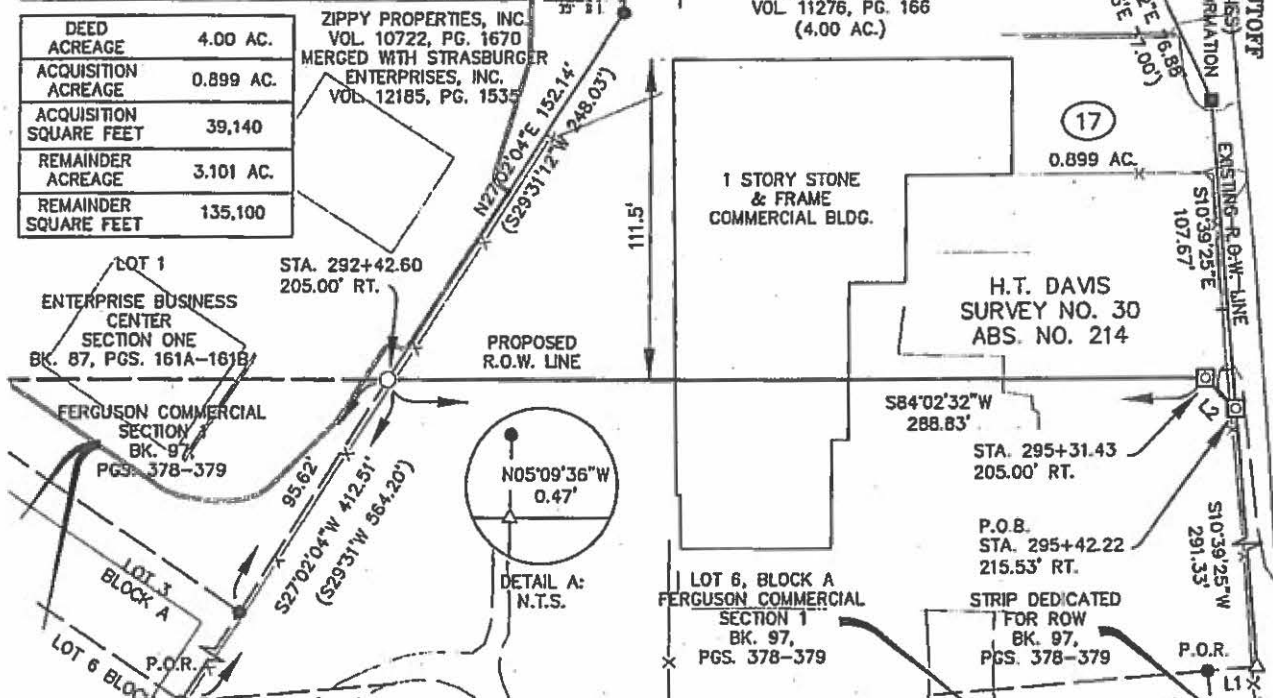 DEED
ACREAGE
4.00 AC.
ACQUISITION
ACREAGE
0.899 AC.
ACQUISITION
SQUARE FEET
39,140
REMAINDER
ACREAGE
3.101 AC.
REMAINDER
SQUARE FEET
135,100
ZIPPY PROPERTIES, INC.
VOL. 10722, PG. 1670
MERGED WITH STRASBURGER
ENTERPRISES, INC.
VOL. 12185, PG. 1535
VOL. 11276, PG. 166
(4.00 AC.)
N27°02'04"E 152.14'
(S29°31'12"W 248.03')
111.5'
1 STORY STONE
& FRAME
COMMERCIAL BLDG.
17
0.899 AC.
EXISTING R.O.W. LINE
S10°39'25"E
107.67'
H.T. DAVIS
SURVEY NO. 30
ABS. NO. 214
LOT 1
ENTERPRISE BUSINESS
CENTER
SECTION ONE
BK. 87, PGS. 161A-161B
STA. 292+42.60
205.00' RT.
PROPOSED
R.O.W. LINE
S84°02'32"W
288.83'
L2
STA. 295+31.43
205.00' RT.
FERGUSON COMMERCIAL
SECTION 1
BK. 97
PGS. 378-379
95.62'
S27°02'04"W 412.51'
(S29°31'W 564.20')
N05°09'36"W
0.47'
DETAIL A:
N.T.S.
P.O.B.
STA. 295+42.22
215.53' RT.
S10°39'25"W
291.33'
LOT 3
BLOCK A
LOT 6 BLOC
P.O.R.
LOT 6, BLOCK A
FERGUSON COMMERCIAL
SECTION 1
BK. 97,
PGS. 378-379
STRIP DEDICATED
FOR ROW
BK. 97,
PGS. 378-379
P.O.R.
L1